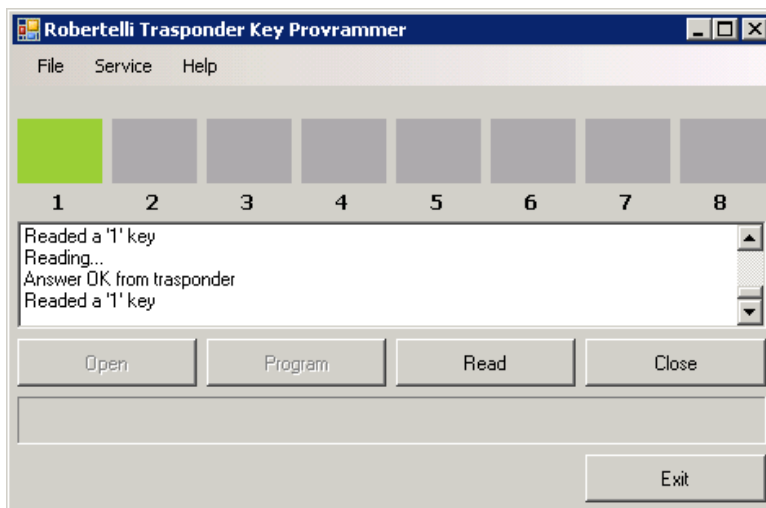 Robertelli Trasponder Key Provrammer
File Service Help
1 2 3 4 5 6 7 8
Readed a '1' key
Reading...
Answer OK from trasponder
Readed a '1' key
Open Program Read Close
Exit